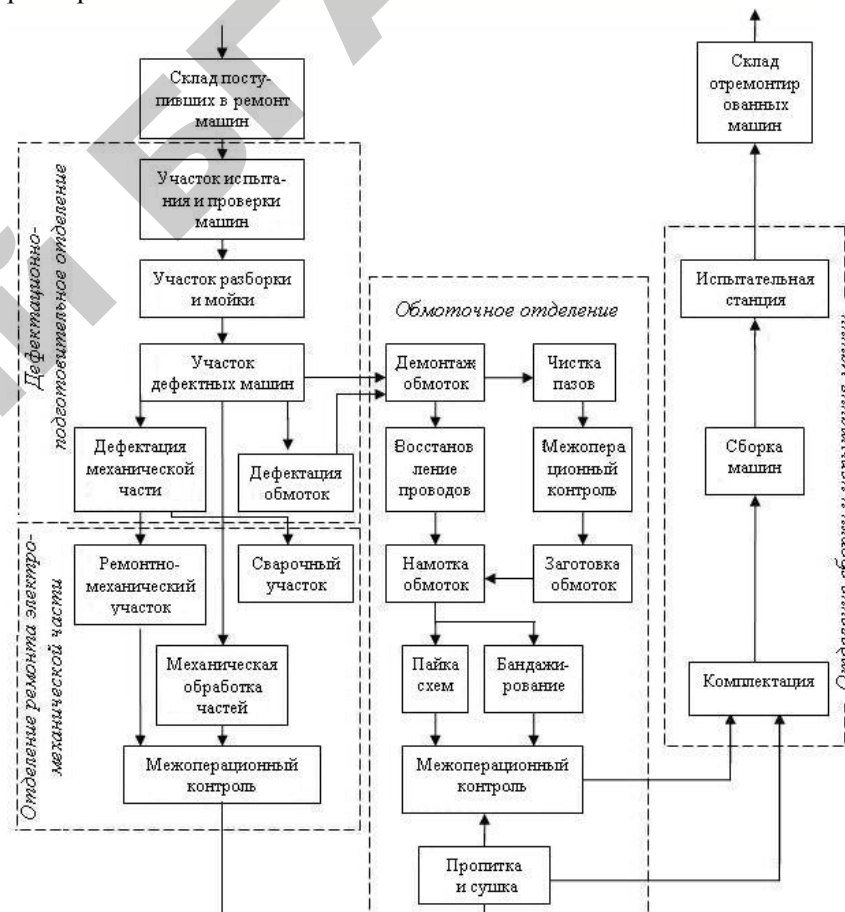 Склад посту-
пивших в ремонт
машин
Дефектационно-
подготовительное отделение
Участок испыта-
ния и проверки
машин
Участок разборки
и мойки
Участок
дефектных машин
Дефектация
механической
части
Дефектация
обмоток
Отделение ремонта электро-
механической части
Ремонтно-
механический
участок
Сварочный
участок
Механическая
обработка
частей
Межоперационный
контроль
Обмоточное отделение
Демонтаж
обмоток
Чистка
пазов
Восстанов
ление
проводов
Межопера
ционный
контроль
Намотка
обмоток
Заготовка
обмоток
Пайка
схем
Бандажи-
рование
Межоперационный
контроль
Пропитка
и сушка
Склад
отремонтир
ованных
машин
Испытательная
станция
Сборка
машин
Комплектация